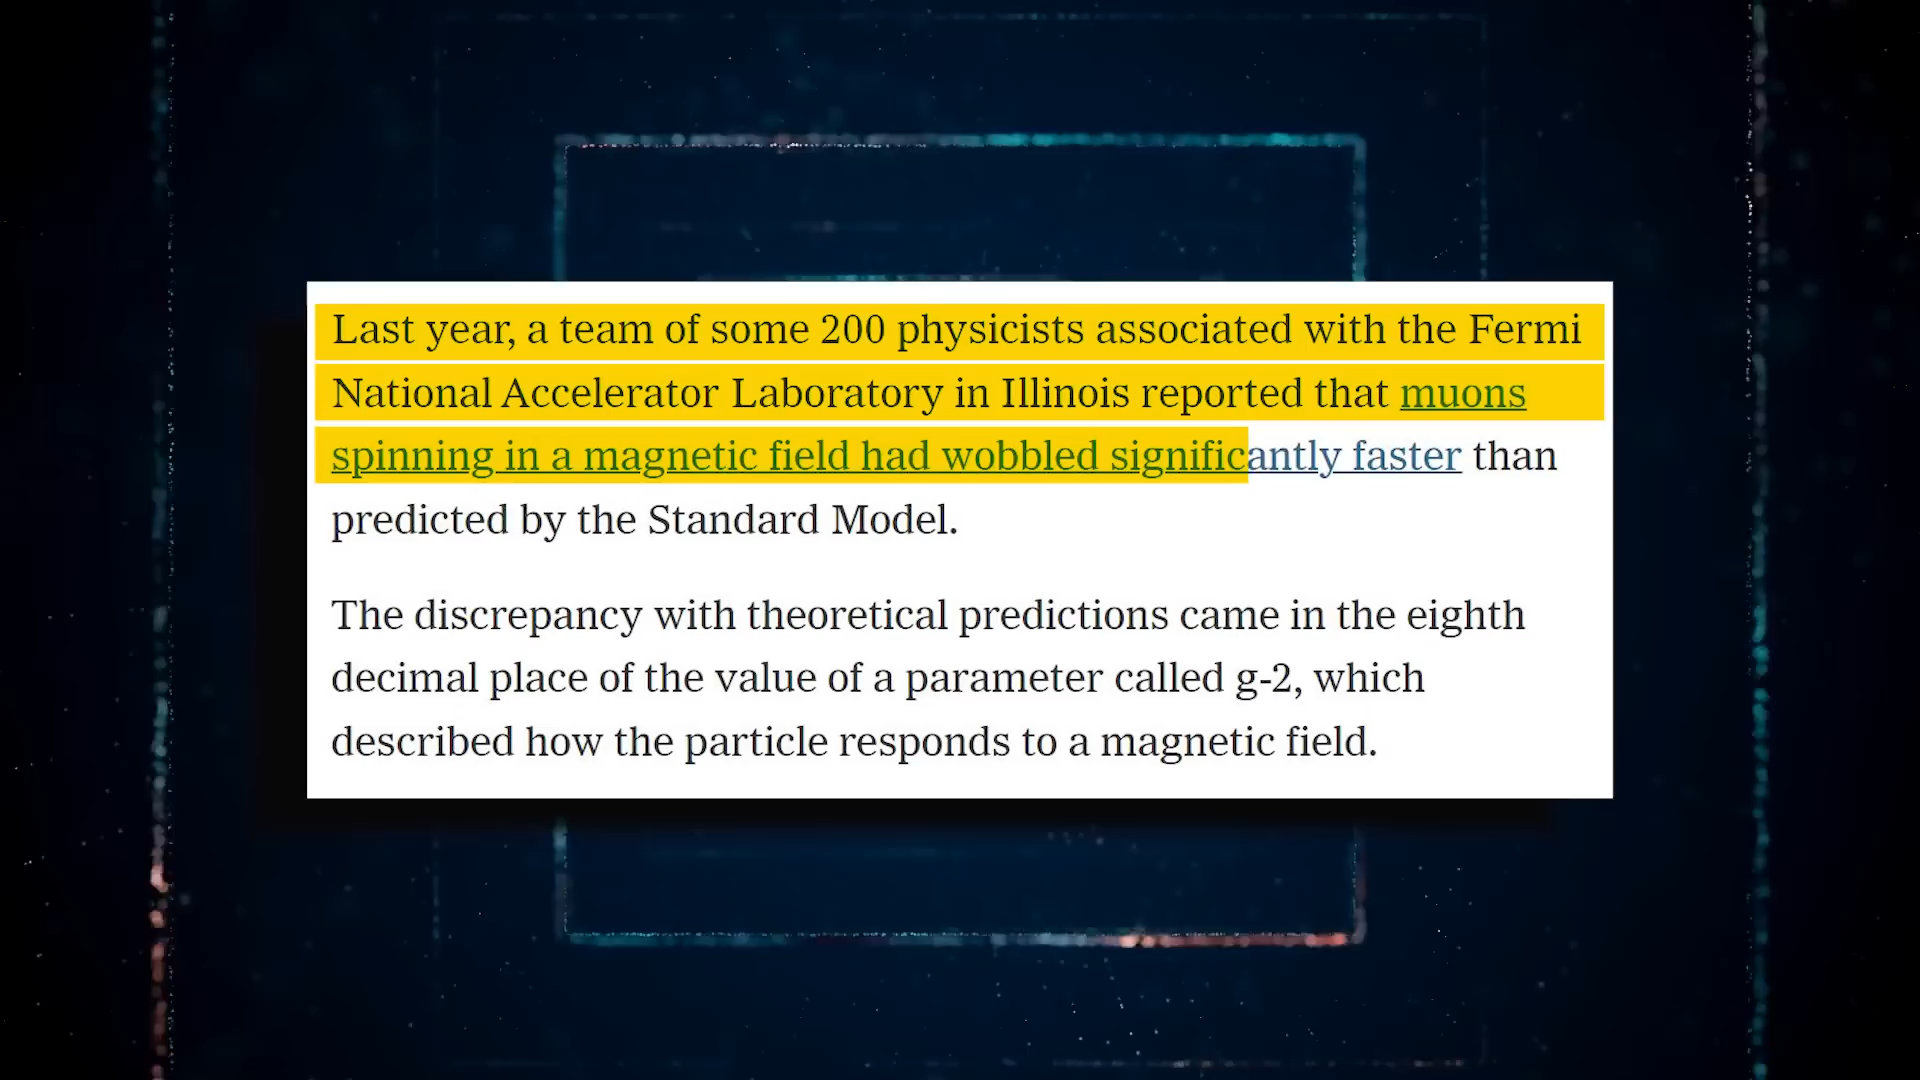 Last year, a team of some 200 physicists associated with the Fermi
National Accelerator Laboratory in Illinois reported that muons
spinning in a magnetic field had wobbled significantly faster than
predicted by the Standard Model.
The discrepancy with theoretical predictions came in the eighth
decimal place of the value of a parameter called g-2, which
described how the particle responds to a magnetic field.